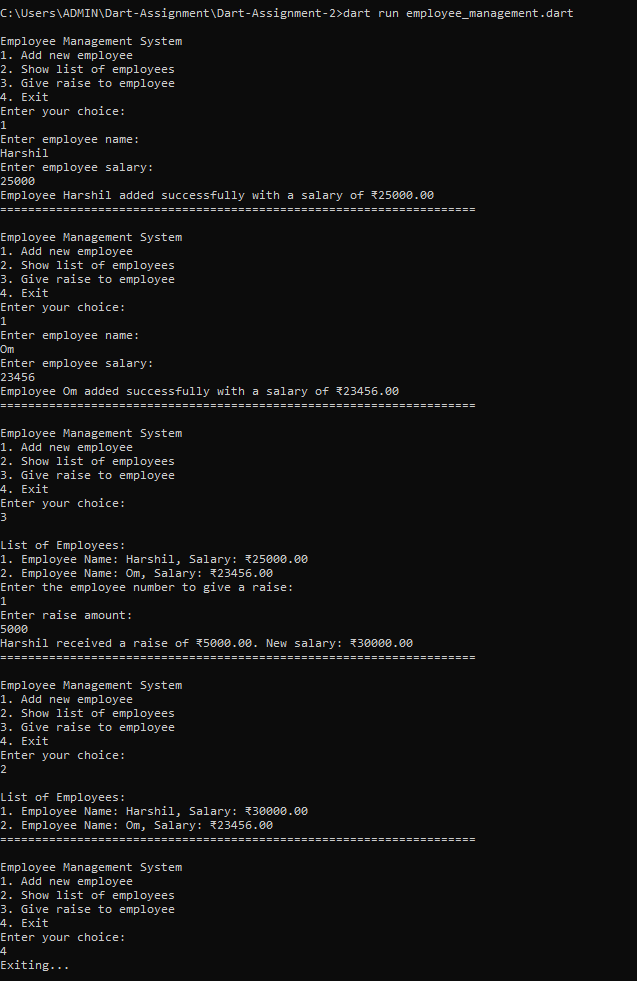 C:\Users\ADMIN\Dart-Assignment\Dart-Assignment-2>dart run employee_management.dart
Employee Management System
1. Add new employee
2. Show list of employees
3. Give raise to employee
4. Exit
Enter your choice:
1
Enter employee name:
Harshil
Enter employee salary:
25000
Employee Harshil added successfully with a salary of ₹25000.00
====================================================================
Employee Management System
1. Add new employee
2. Show list of employees
3. Give raise to employee
4. Exit
Enter your choice:
1
Enter employee name:
Om
Enter employee salary:
23456
Employee Om added successfully with a salary of ₹23456.00
====================================================================
Employee Management System
1. Add new employee
2. Show list of employees
3. Give raise to employee
4. Exit
Enter your choice:
3
List of Employees:
1. Employee Name: Harshil, Salary: ₹25000.00
2. Employee Name: Om, Salary: ₹23456.00
Enter the employee number to give a raise:
1
Enter raise amount:
5000
Harshil received a raise of ₹5000.00. New salary: ₹30000.00
====================================================================
Employee Management System
1. Add new employee
2. Show list of employees
3. Give raise to employee
4. Exit
Enter your choice:
2
List of Employees:
1. Employee Name: Harshil, Salary: ₹30000.00
2. Employee Name: Om, Salary: ₹23456.00
====================================================================
Employee Management System
1. Add new employee
2. Show list of employees
3. Give raise to employee
4. Exit
Enter your choice:
4
Exiting...